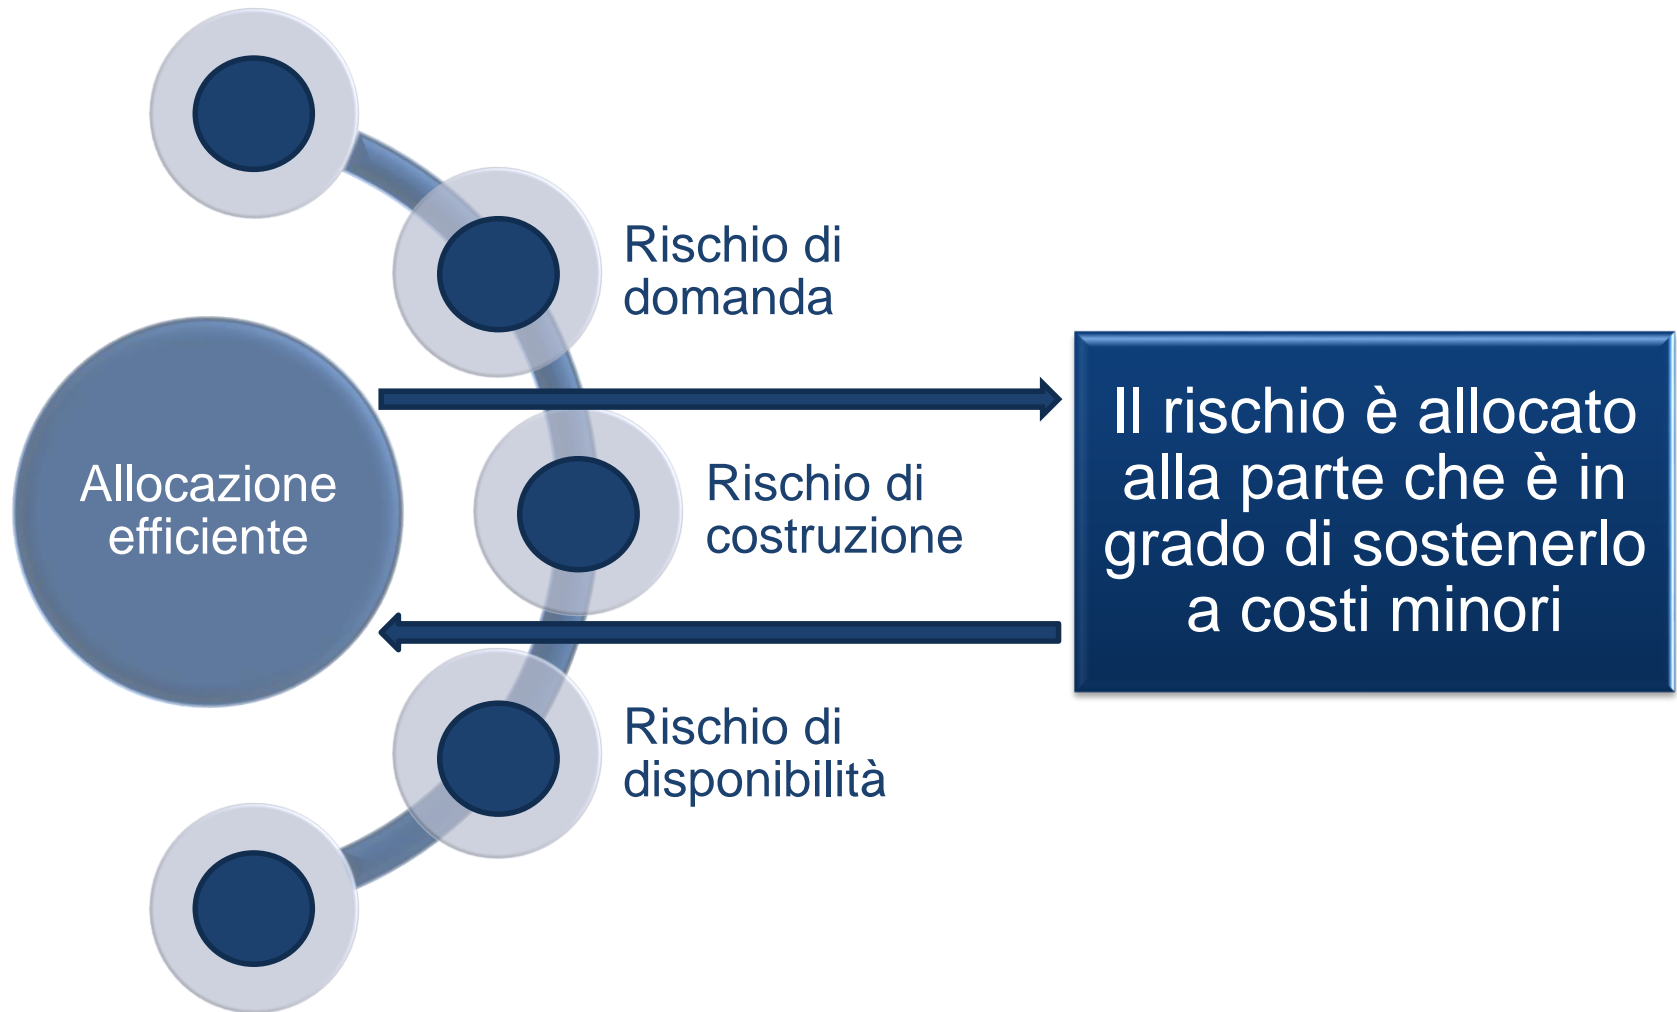 Rischio di
domanda
Allocazione
efficiente
Rischio di
costruzione
Rischio di
disponibilità
Il rischio è allocato
alla parte che è in
grado di sostenerlo
a costi minori